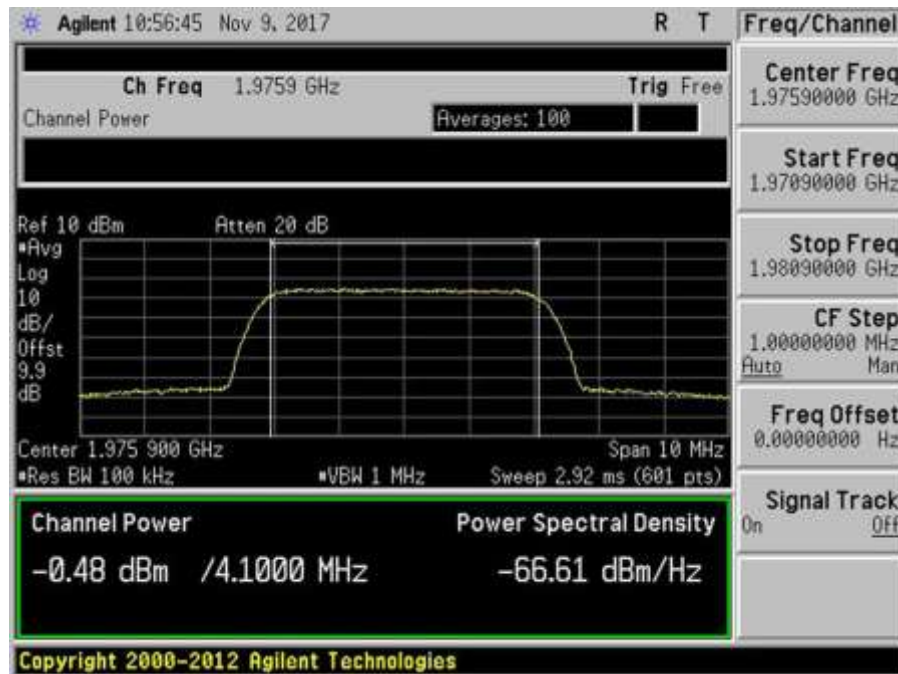 Agilent 10:56:45 Nov 9, 2017 R T
Freq/Channel
Ch Freq 1.9759 GHz Trig Free
Channel Power Averages: 100
Ref 10 dBm Atten 20 dB
*Avg
Log
10
dB/
Offst
9.9
dB
Center 1.975 900 GHz Span 10 MHz
*Res BW 100 kHz *VBW 1 MHz Sweep 2.92 ms (601 pts)
Channel Power Power Spectral Density
-0.48 dBm /4.1000 MHz -66.61 dBm/Hz
Copyright 2000-2012 Agilent Technologies
Center Freq
1.97590000 GHz
Start Freq
1.97090000 GHz
Stop Freq
1.98090000 GHz
CF Step
1.00000000 MHz
Auto Man
Freq Offset
0.00000000 Hz
Signal Track
On Off